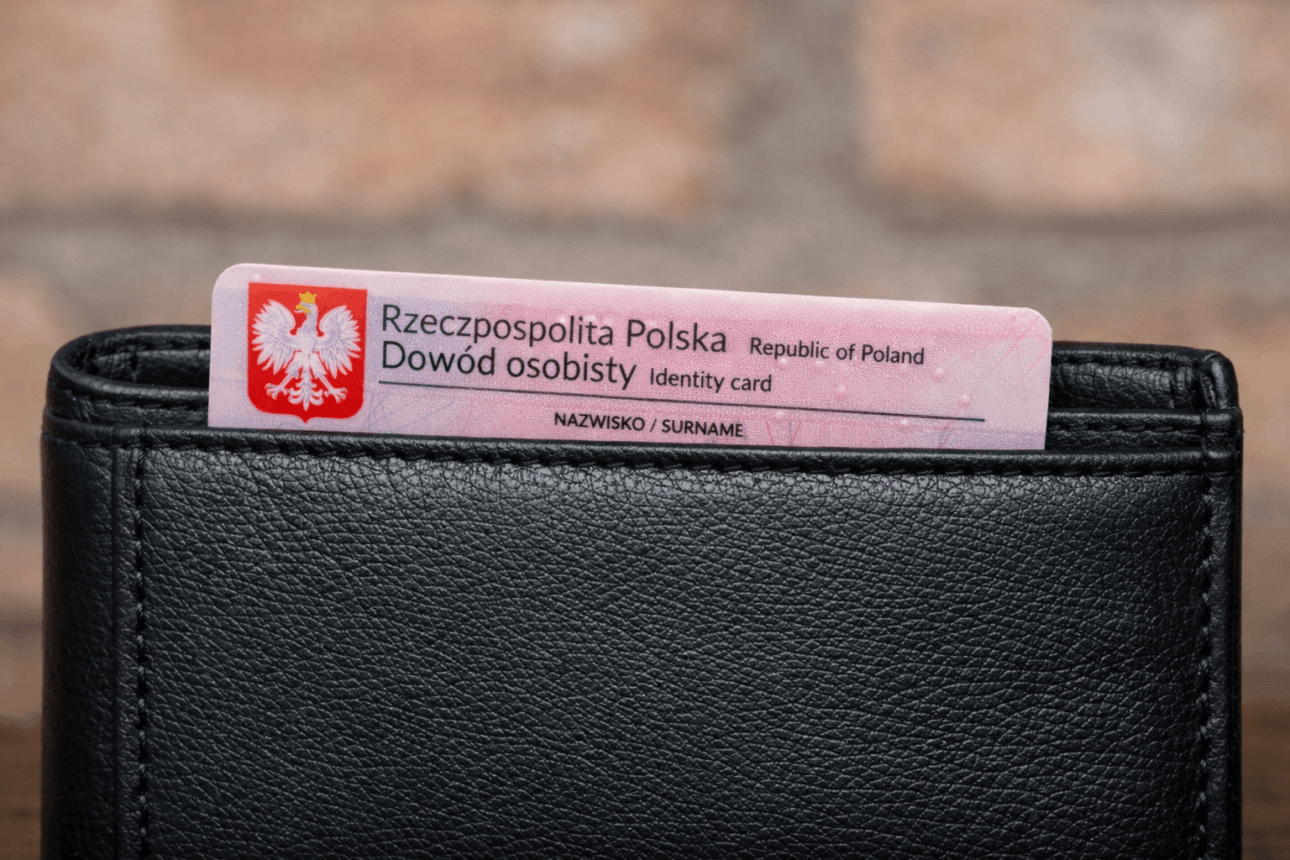 Rzeczpospolita Polska Republic of Poland
Dowód osobisty Identity card
NAZWISKO / SURNAME